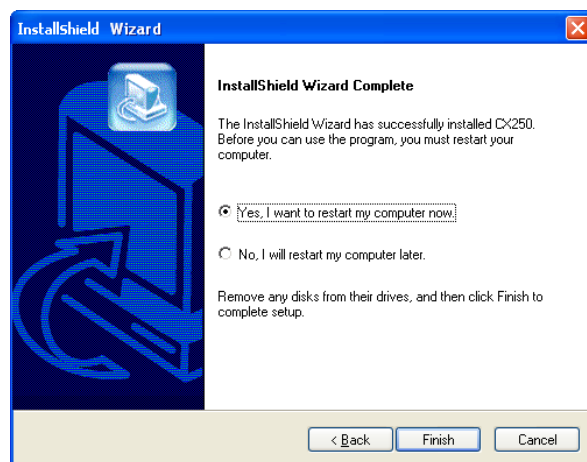 InstallShield Wizard
InstallShield Wizard Complete
The InstallShield Wizard has successfully installed CX250.
Before you can use the program, you must restart your
computer.
Yes, I want to restart my computer now.
No, I will restart my computer later.
Remove any disks from their drives, and then click Finish to
complete setup.
< Back Finish Cancel